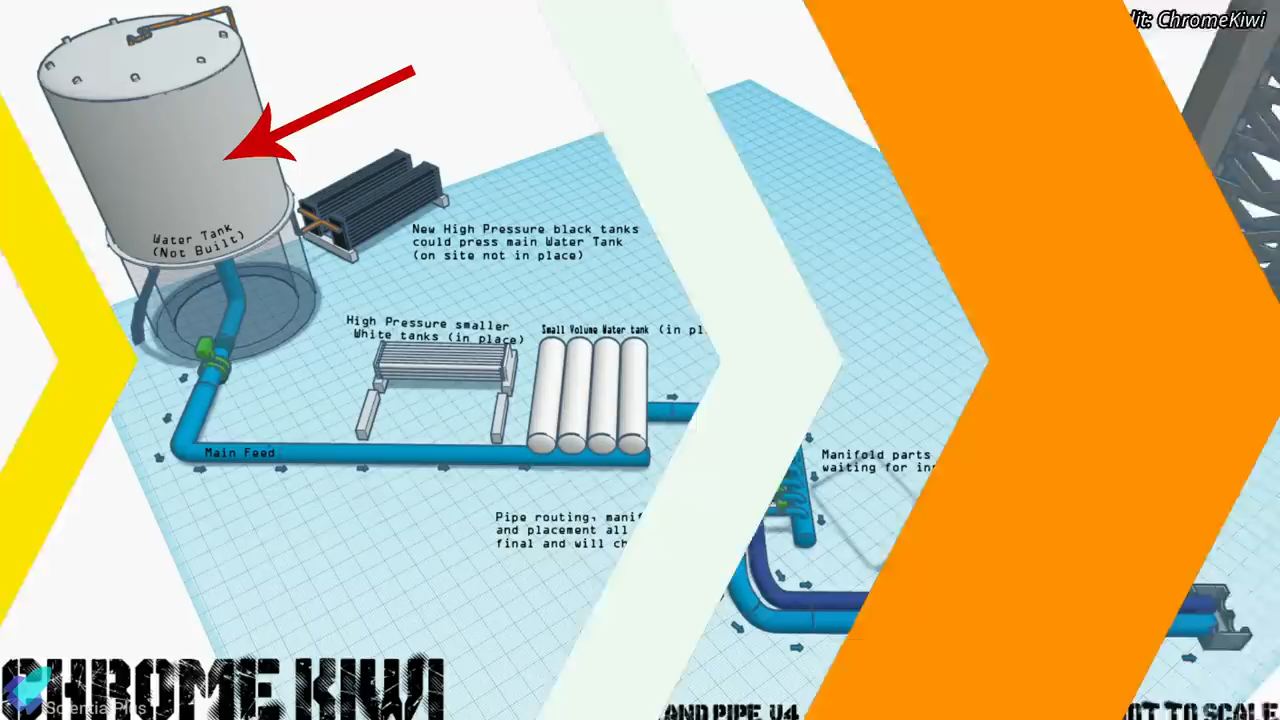 dit: ChromeKiwi
Water Tank
(Not Built)
New High Pressure black tanks
could press main Water Tank
(on site not in place)
High Pressure smaller
White tanks (in place)
Small Volume Water tank (in pl
Main Feed
Manifold parts
waiting for in
Pipe routing, manif
and placement all
final and will ch
CHROME KIWI
Scientia Plus
AND PIPE V4
OT TO SCALE